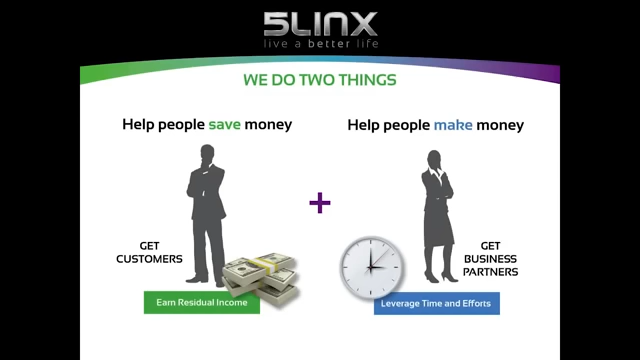 5LINX
live a better life
WE DO TWO THINGS
Help people save money
Help people make money
+
GET
CUSTOMERS
GET
BUSINESS
PARTNERS
Earn Residual Income
Leverage Time and Efforts